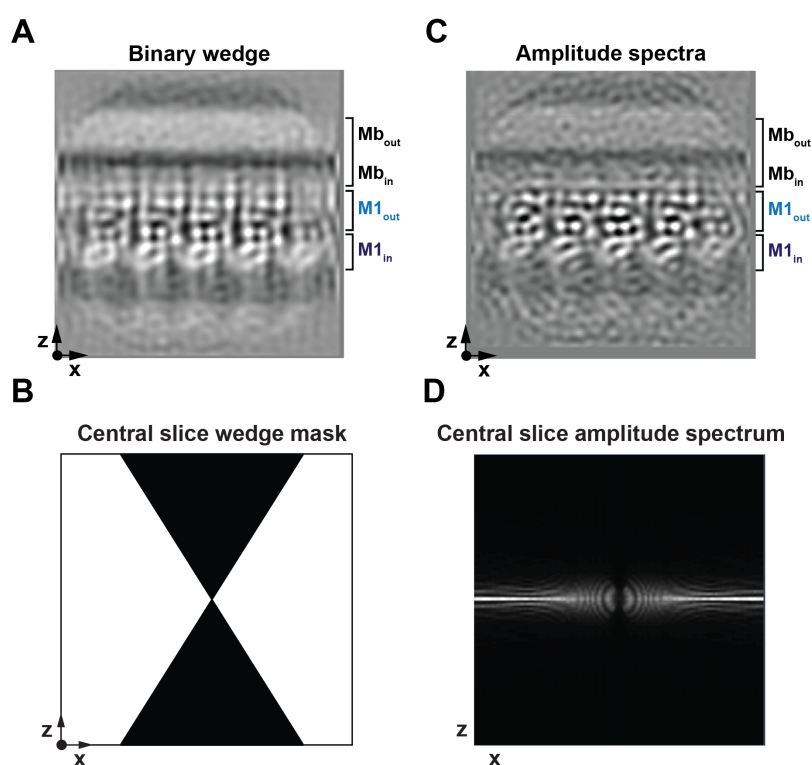 A
Binary wedge
Mbout
Mbin
M1out
M1in
z
x
C
Amplitude spectra
Mbout
Mbin
M1out
M1in
z
x
B
Central slice wedge mask
z
x
D
Central slice amplitude spectrum
z
x